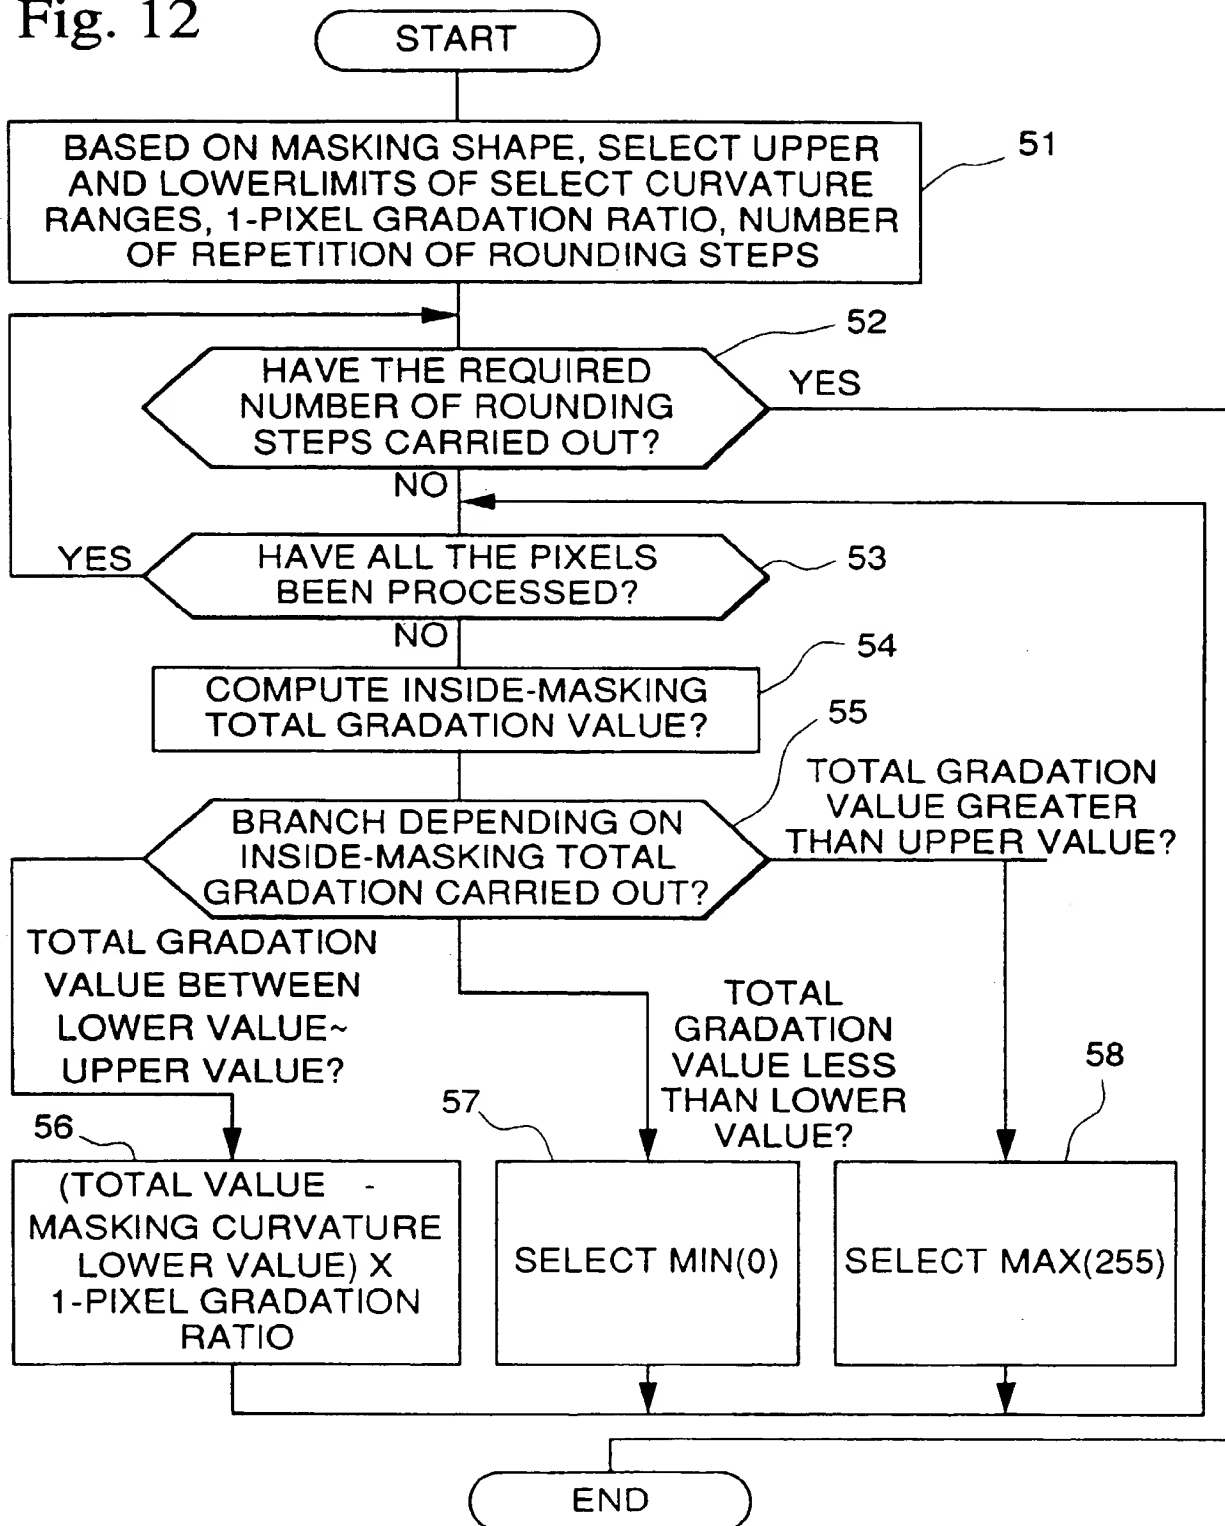 Fig. 12
START
BASED ON MASKING SHAPE, SELECT UPPER
AND LOWERLIMITS OF SELECT CURVATURE
RANGES, 1-PIXEL GRADATION RATIO, NUMBER
OF REPETITION OF ROUNDING STEPS
51
52
HAVE THE REQUIRED
NUMBER OF ROUNDING
STEPS CARRIED OUT?
YES
NO
YES
HAVE ALL THE PIXELS
BEEN PROCESSED?
53
NO
54
COMPUTE INSIDE-MASKING
TOTAL GRADATION VALUE?
55
BRANCH DEPENDING ON
INSIDE-MASKING TOTAL
GRADATION CARRIED OUT?
TOTAL GRADATION
VALUE GREATER
THAN UPPER VALUE?
TOTAL GRADATION
VALUE BETWEEN
LOWER VALUE~
UPPER VALUE?
TOTAL
GRADATION
VALUE LESS
THAN LOWER
VALUE?
56
57
58
(TOTAL VALUE -
MASKING CURVATURE
LOWER VALUE) X
1-PIXEL GRADATION
RATIO
SELECT MIN(0)
SELECT MAX(255)
END